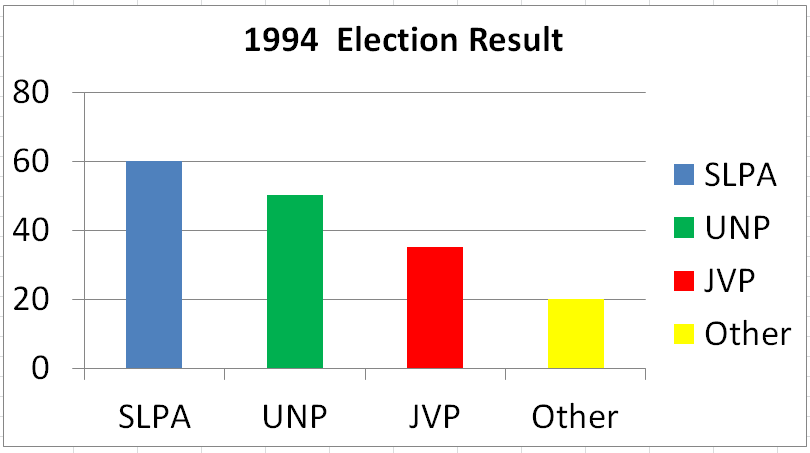 1994  Election Result
80
60
40
20
0
SLPA UNP JVP Other
SLPA
UNP
JVP
Other